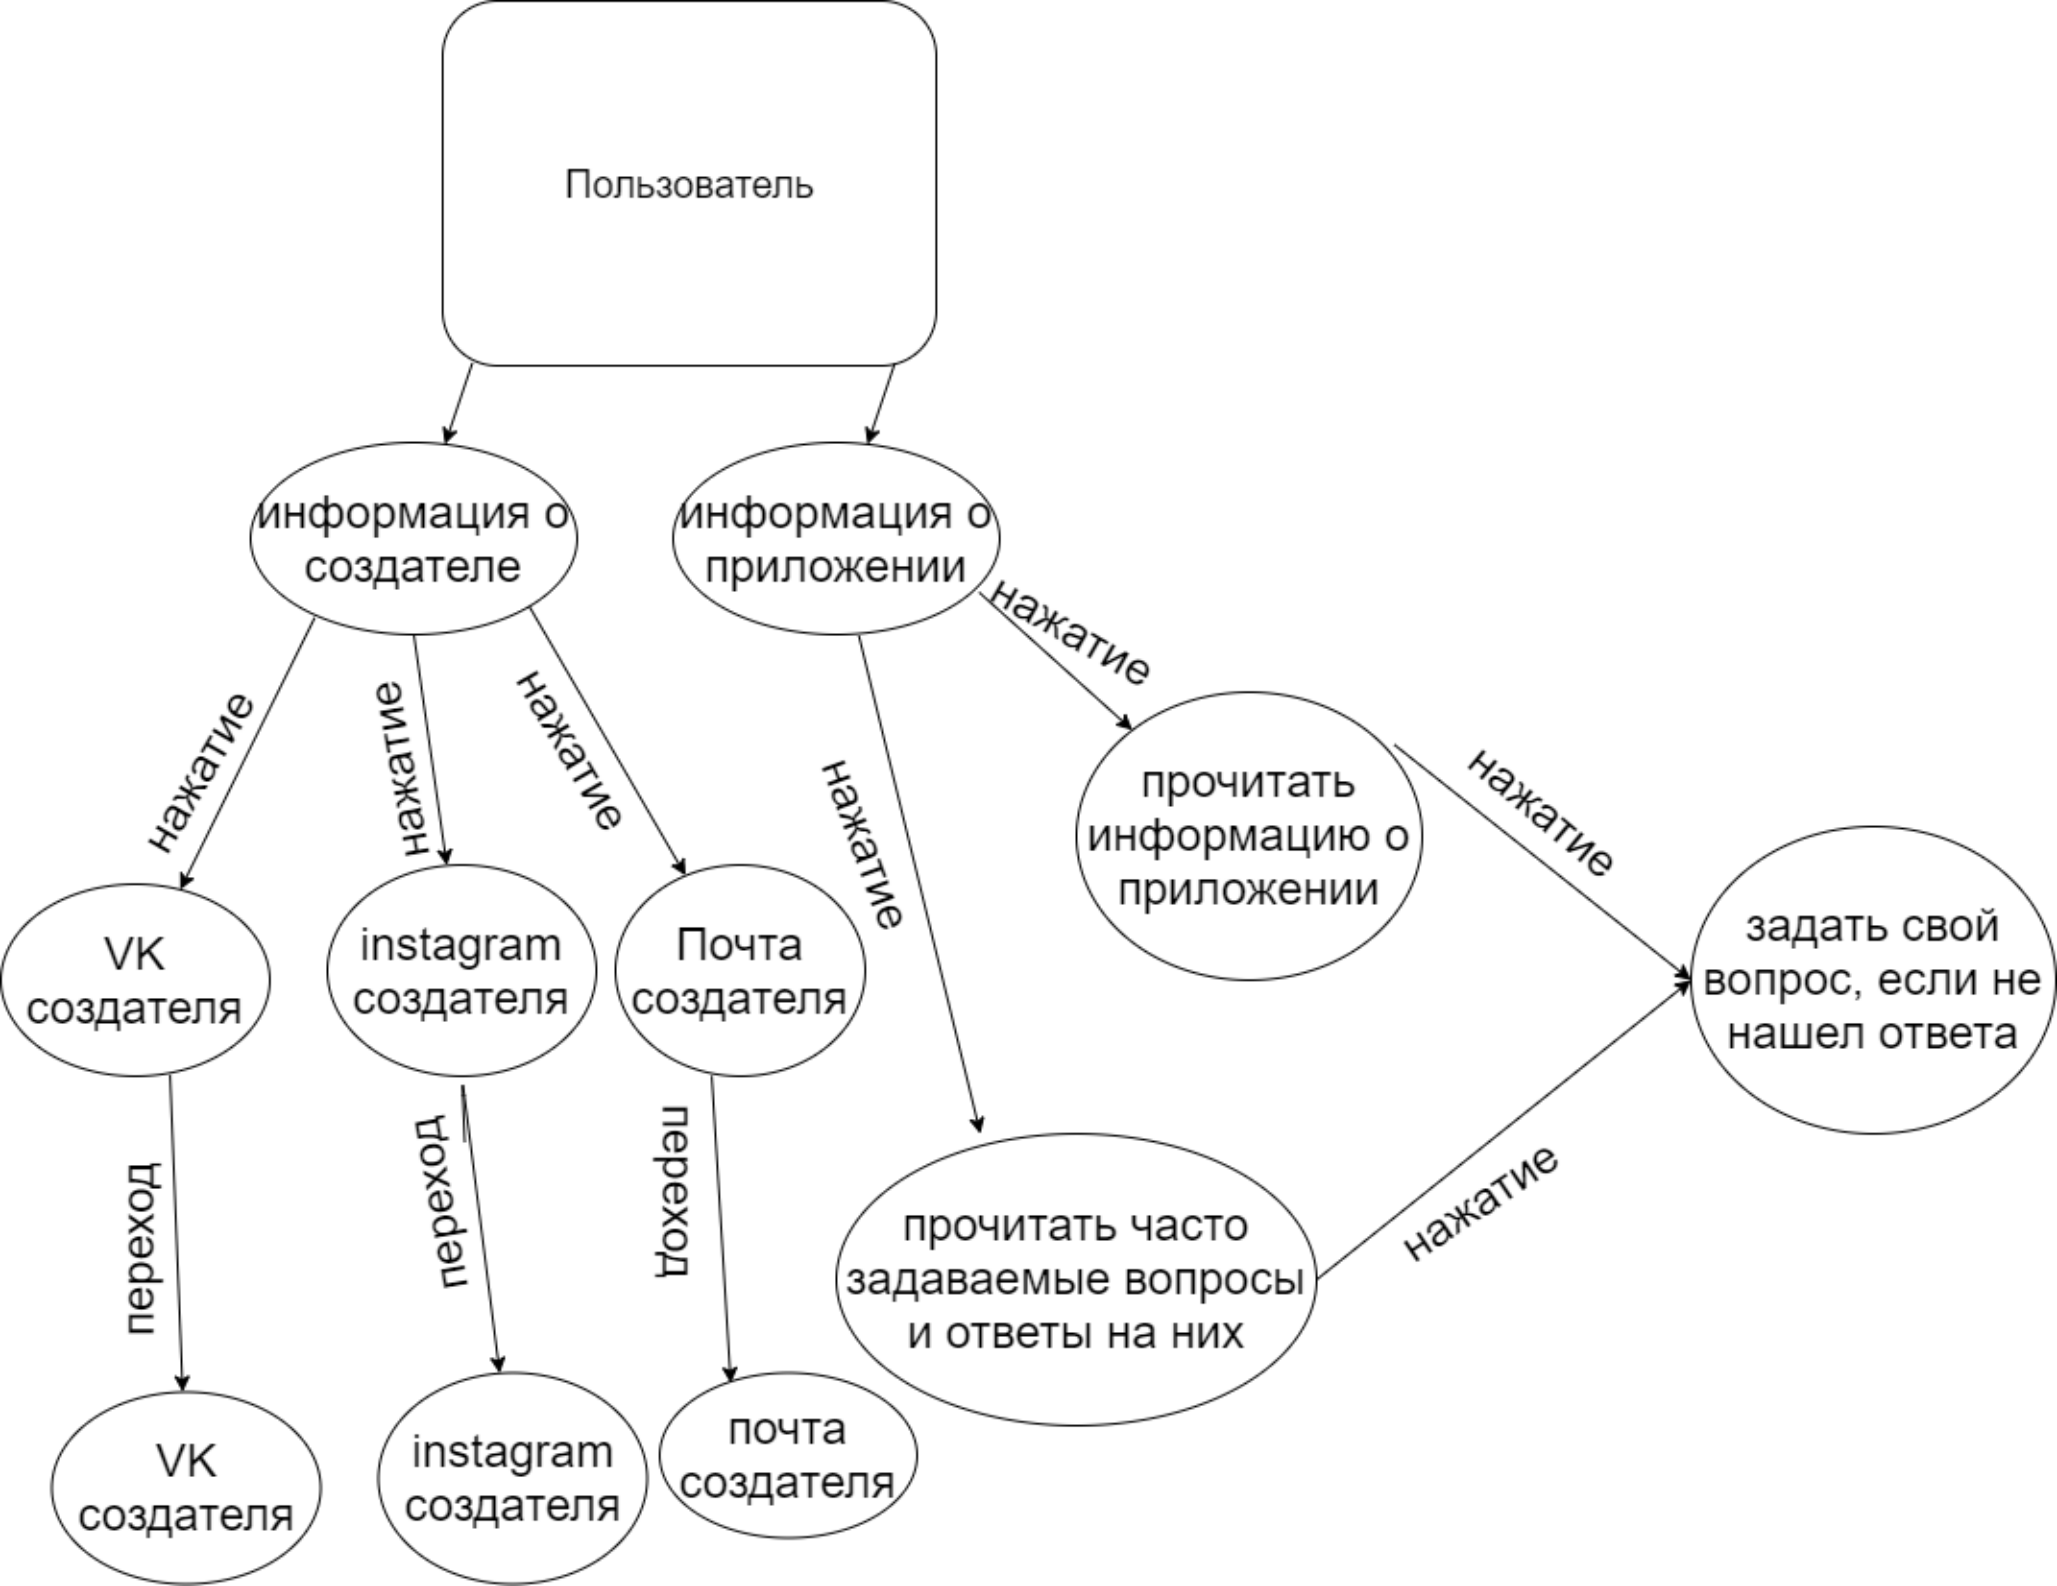 Пользователь
информация о
создателе
информация о
приложении
нажатие
нажатие
нажатие
нажатие
нажатие
прочитать
информацию о
приложении
нажатие
VK
создателя
instagram
создателя
Почта
создателя
задать свой
вопрос, если не
нашел ответа
переход
переход
переход
нажатие
прочитать часто
задаваемые вопросы
и ответы на них
VK
создателя
instagram
создателя
почта
создателя